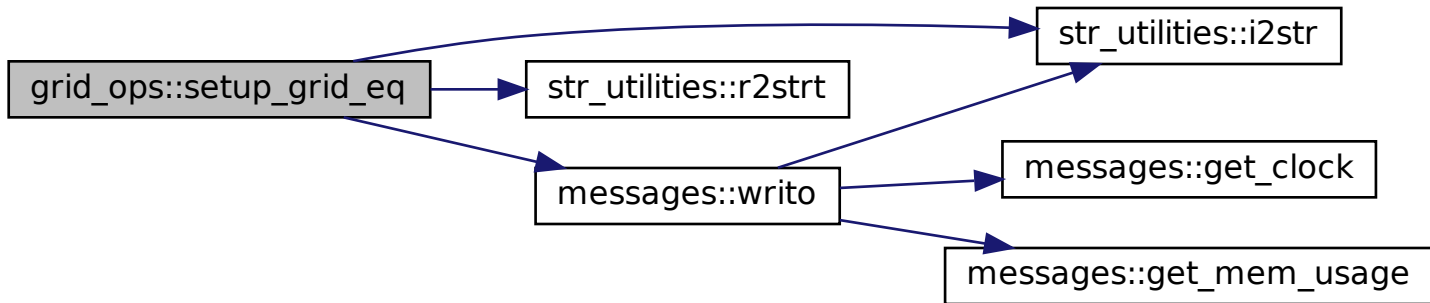 grid_ops::setup_grid_eq
str_utilities::i2str
str_utilities::r2strt
messages::writo
messages::get_clock
messages::get_mem_usage